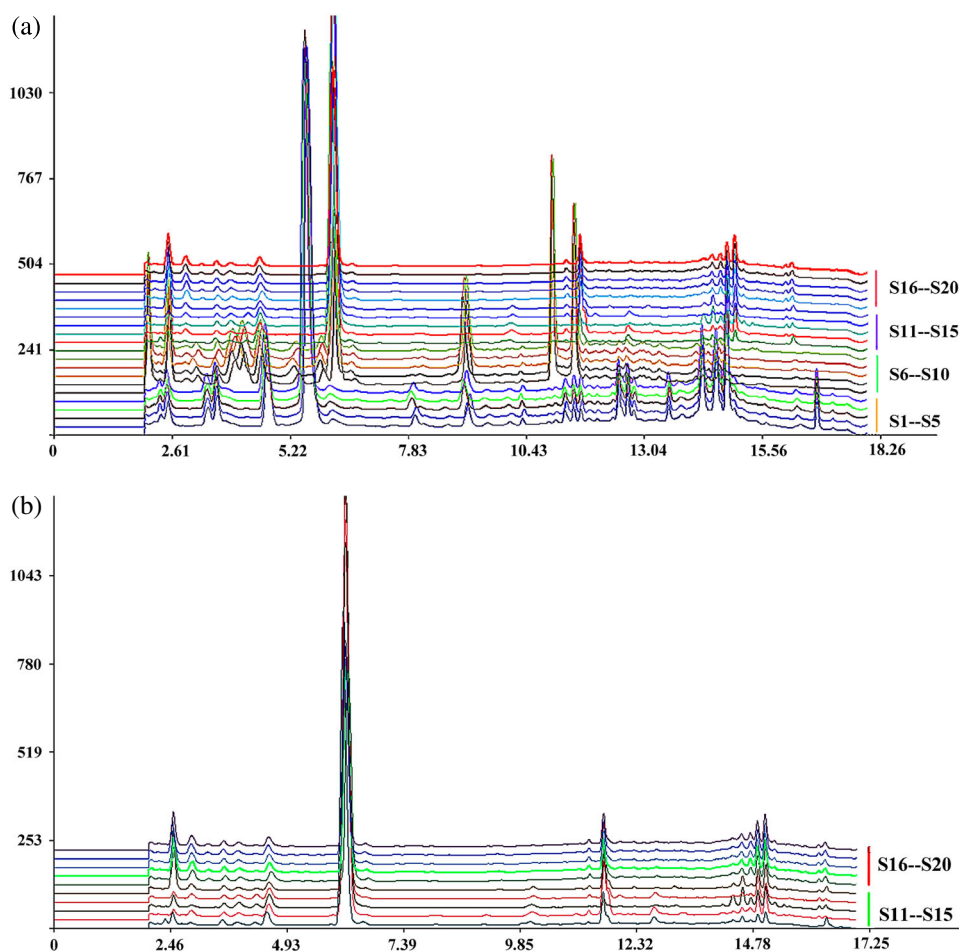 (a)
1030
767
504
241
S16--S20
S11--S15
S6--S10
S1--S5
0
0 2.61 5.22 7.83 10.43 13.04 15.56 18.26
(b)
1043
780
519
253
S16--S20
S11--S15
0
0 2.46 4.93 7.39 9.85 12.32 14.78 17.25